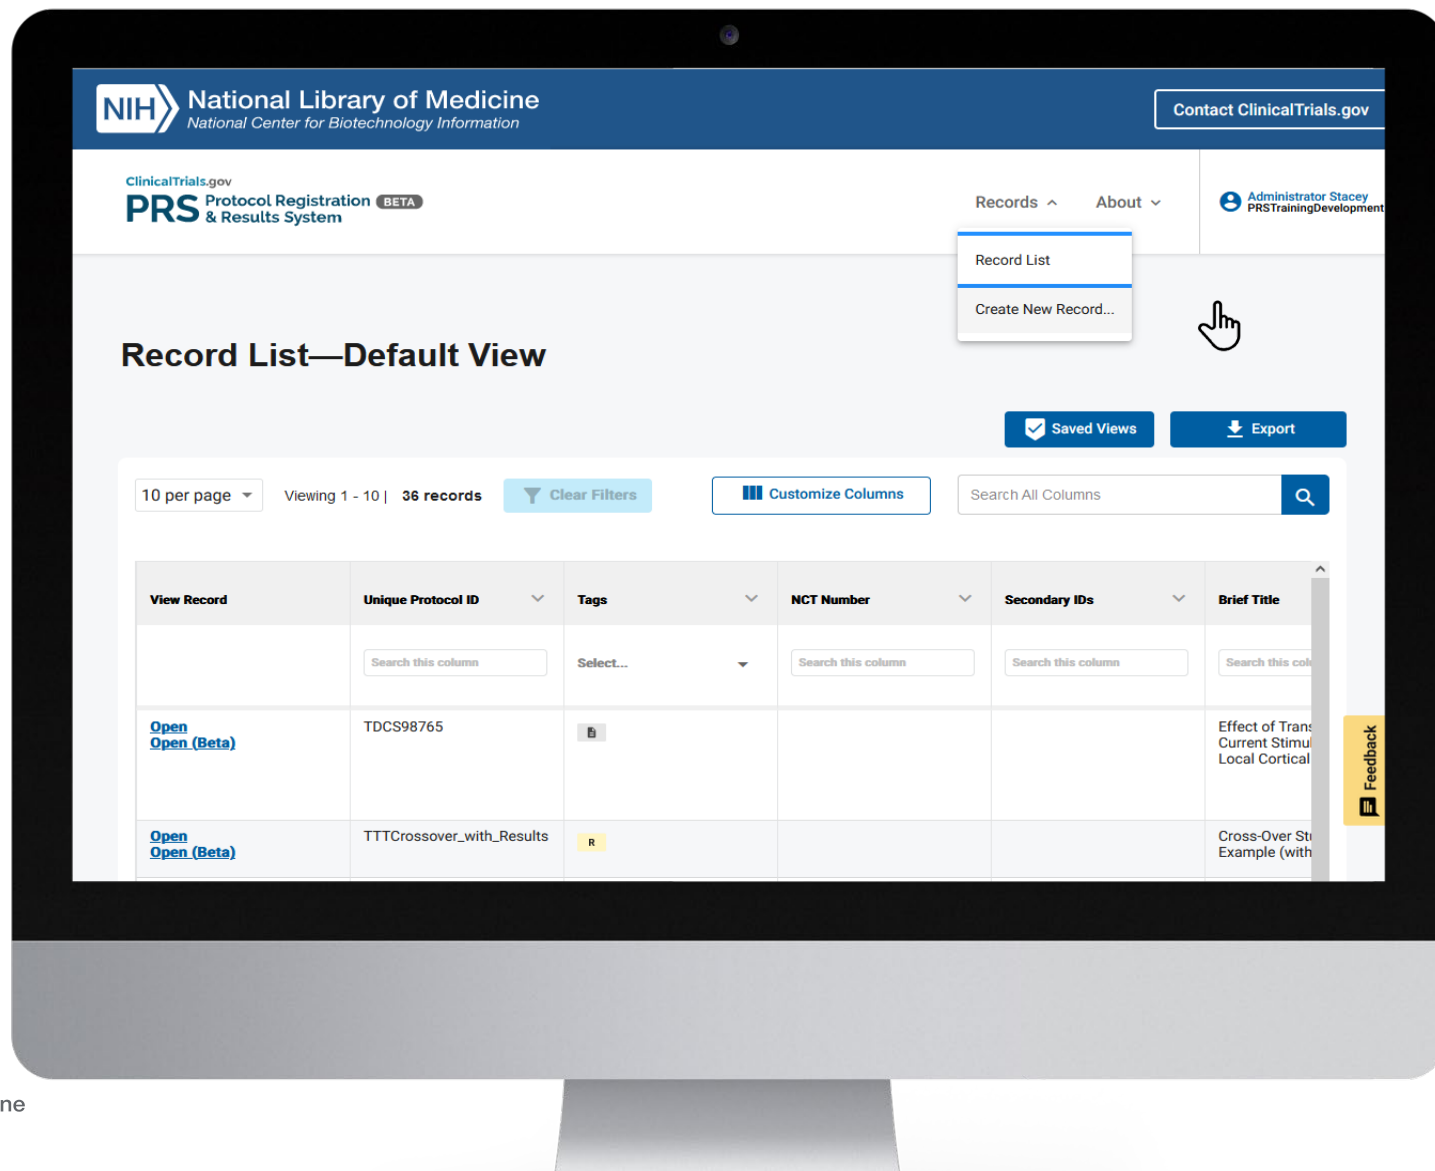 NIH
National Library of Medicine
National Center for Biotechnology Information
Contact ClinicalTrials.gov
ClinicalTrials.gov
PRS Protocol Registration & Results System BETA
Records
About
Administrator Stacey
PRSTrainingDevelopment
Record List
Create New Record...
Record List—Default View
Saved Views
Export
10 per page
Viewing 1 - 10 |
36 records
Clear Filters
Customize Columns
Search All Columns
View Record
Unique Protocol ID
Tags
NCT Number
Secondary IDs
Brief Title
Search this column
Select...
Search this column
Search this column
Search this
Open
Open (Beta)
TDCS98765
Effect of
Current
Local Cortical
Feedback
Open
Open (Beta)
TTTCrossover_with_Results
R
Cross-Over
Example (with